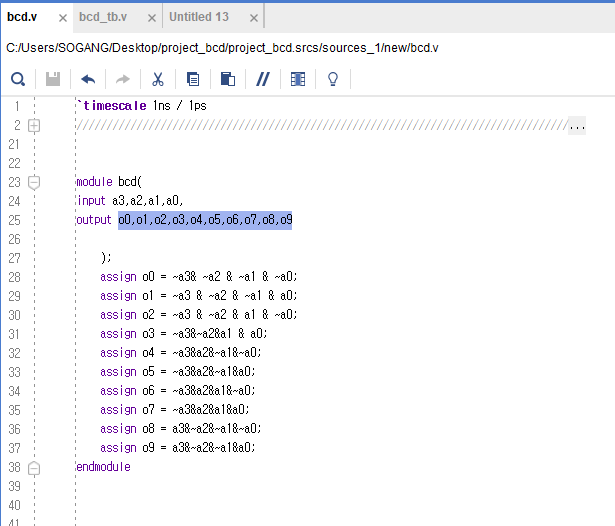 bcd.v × bcd_tb.v × Untitled 13 ×
C:/Users/SOGANG/Desktop/project_bcd/project_bcd.srcs/sources_1/new/bcd.v
1 `timescale 1ns / 1ps
2 //////////////////////////////////////////////////////////////////////////////////...
21
22
23 module bcd(
24 input a3,a2,a1,a0,
25 output o0,o1,o2,o3,o4,o5,o6,o7,o8,o9
26
27 );
28 assign o0 = ~a3& ~a2 & ~a1 & ~a0;
29 assign o1 = ~a3 & ~a2 & ~a1 & a0;
30 assign o2 = ~a3 & ~a2 & a1 & ~a0;
31 assign o3 = ~a3&~a2&a1 & a0;
32 assign o4 = ~a3&a2&~a1&~a0;
33 assign o5 = ~a3&a2&~a1&a0;
34 assign o6 = ~a3&a2&a1&~a0;
35 assign o7 = ~a3&a2&a1&a0;
36 assign o8 = a3&~a2&~a1&~a0;
37 assign o9 = a3&~a2&~a1&a0;
38 endmodule
39
40
41